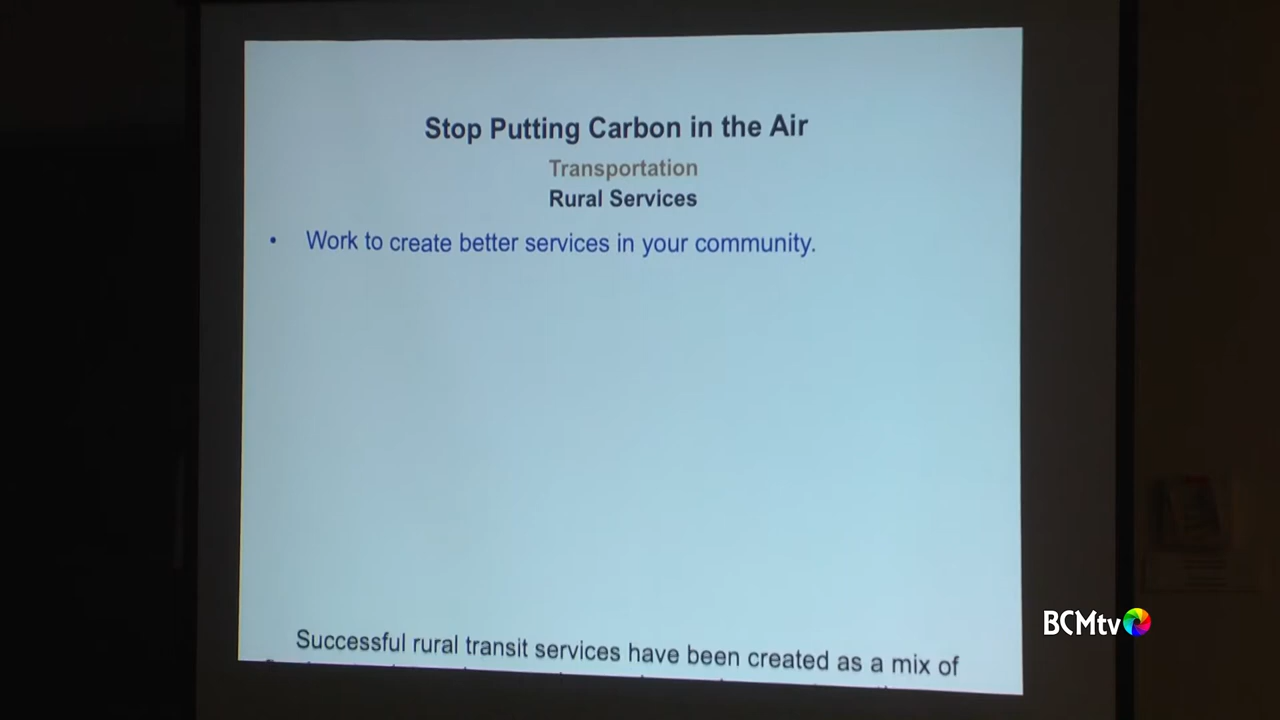 Stop Putting Carbon in the Air
Transportation
Rural Services
• Work to create better services in your community.
Successful rural transit services have been created as a mix of
BCMtv